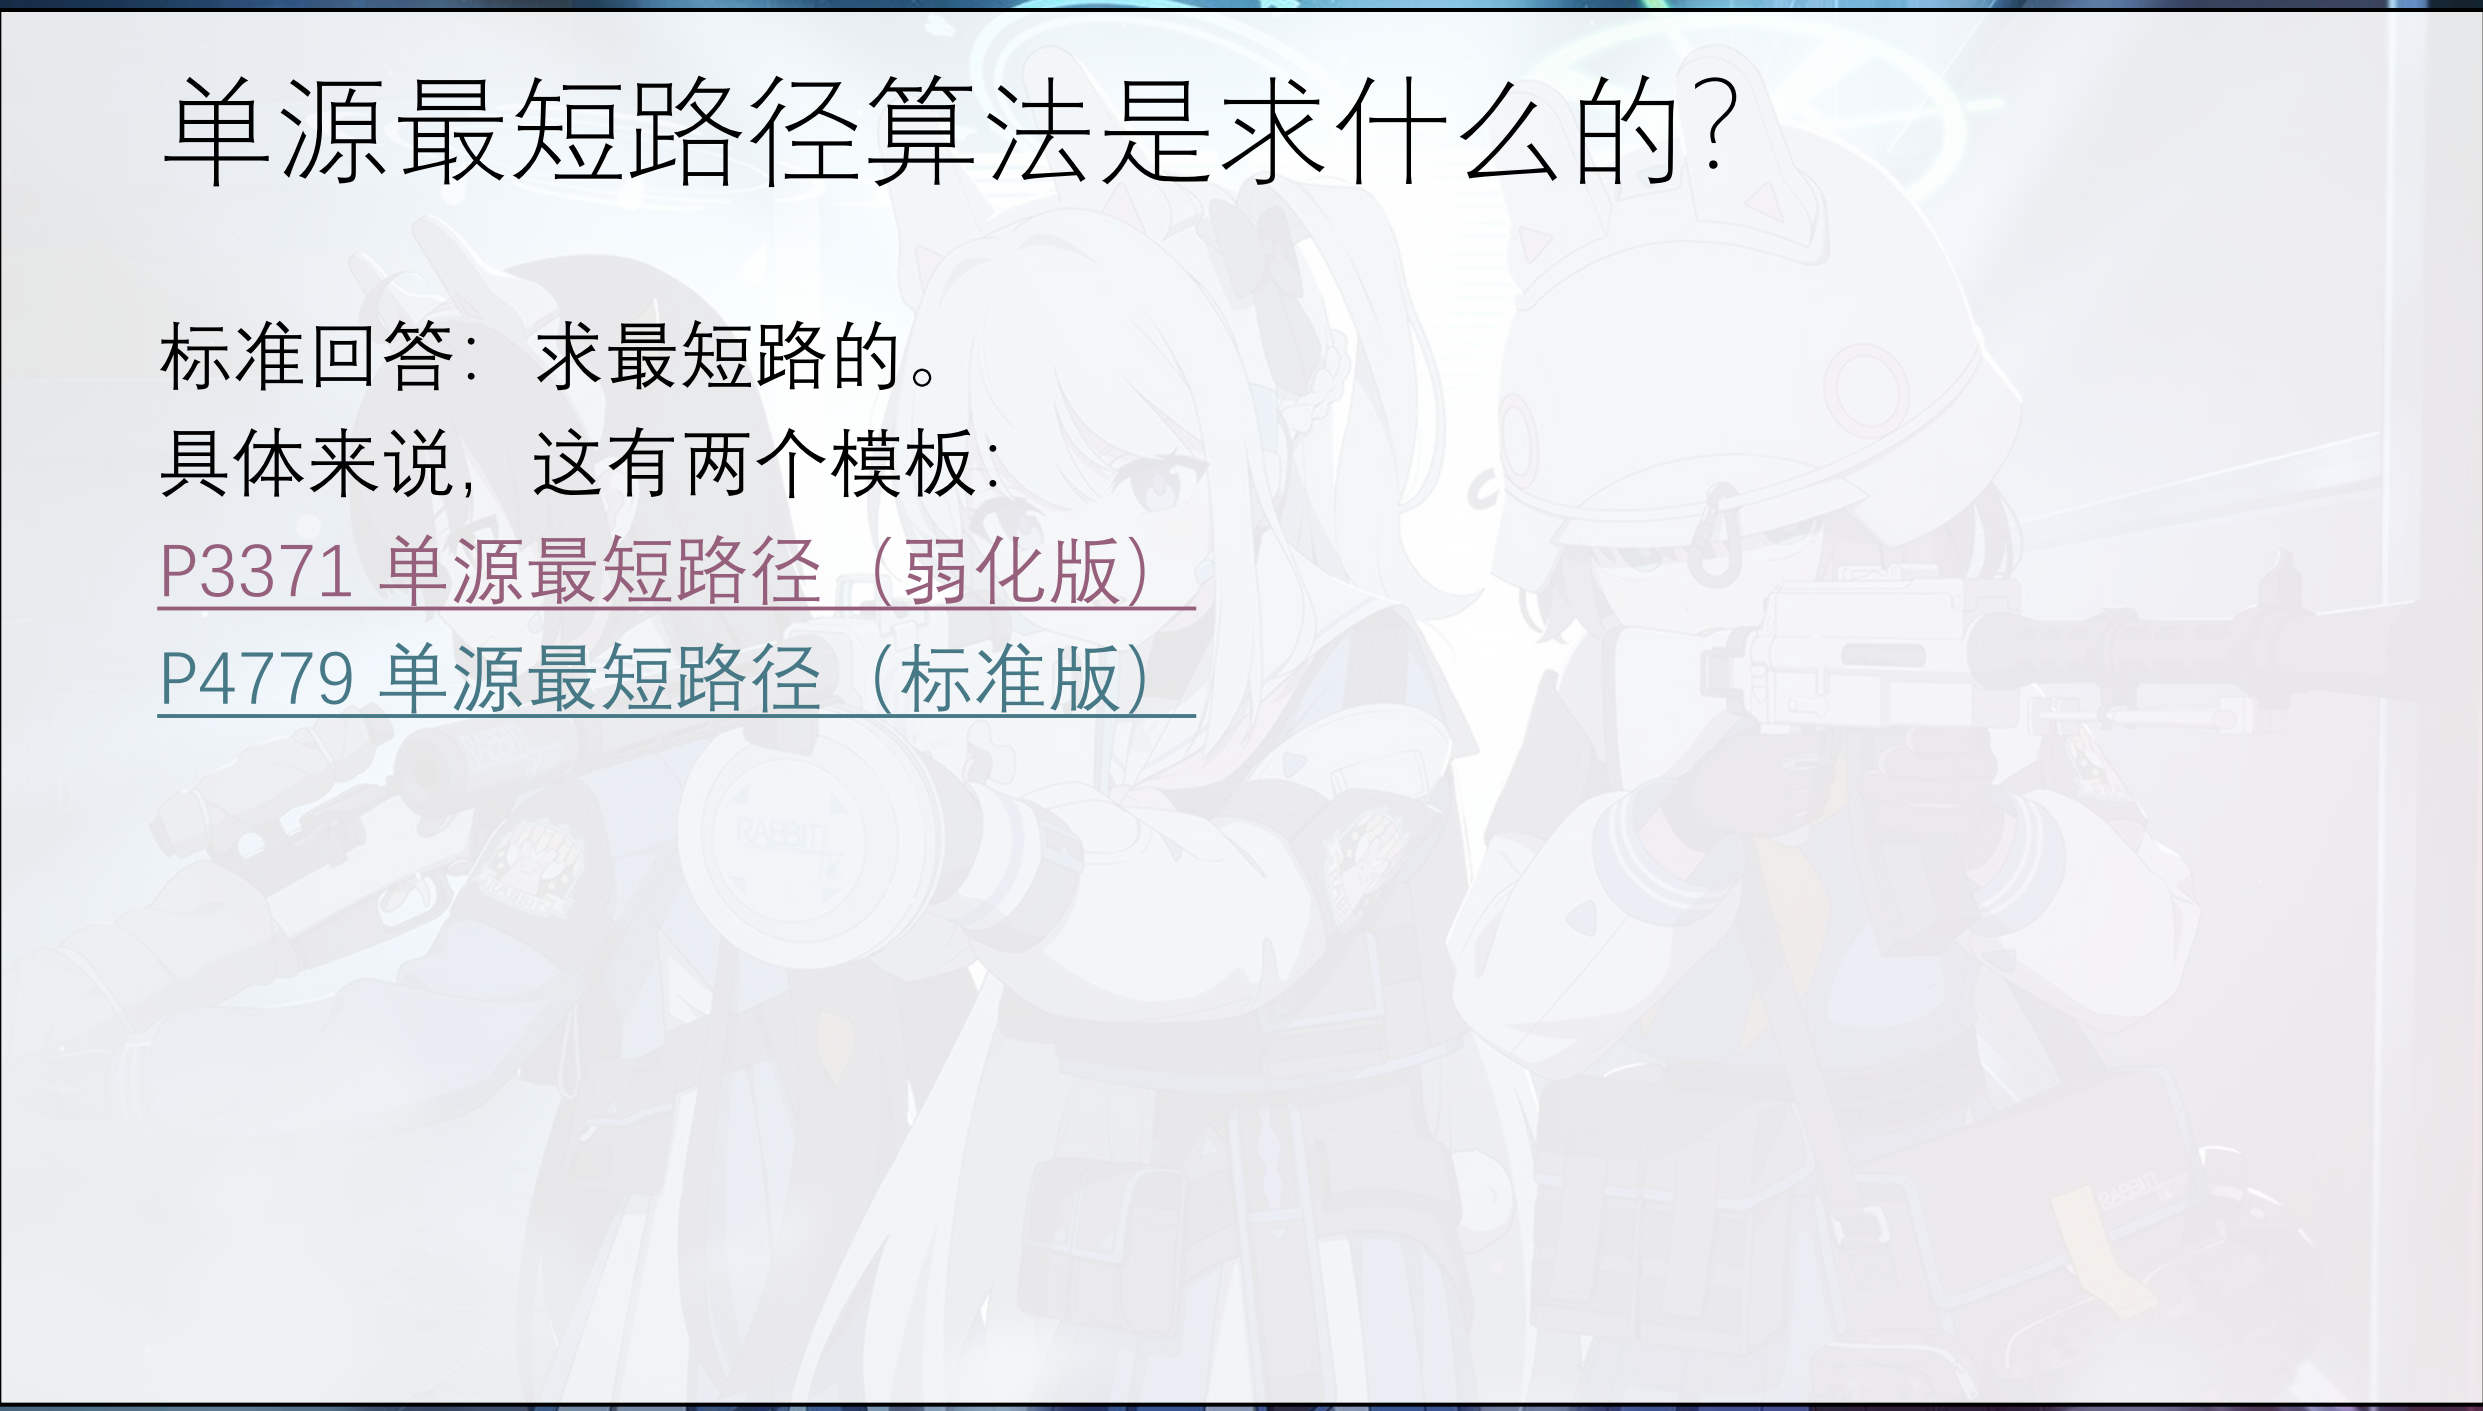 单源最短路径算法是求什么的？
标准回答：求最短路的。
具体来说，这有两个模板：
P3371 单源最短路径（弱化版）
P4779 单源最短路径（标准版）
RABBIT
RABBIT